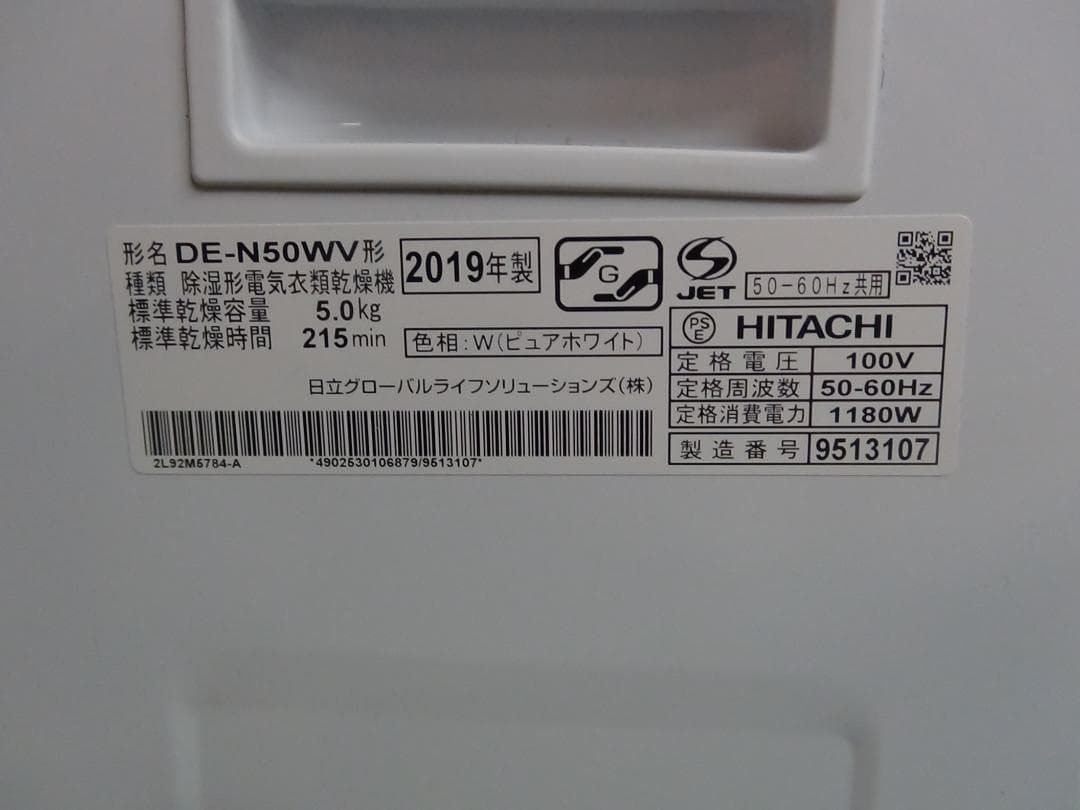 形名 DE-N50WV形
2019年製
種類 除湿形電気衣類乾燥機
標準乾燥容量 5.0kg
標準乾燥時間 215min
色相:W(ピュアホワイト)
日立グローバルライフソリューションズ(株)
2L92M5784-A *4902530106879/9513107*
G
JET
50-60Hz共用
PS
E
HITACHI
定格電圧 100V
定格周波数 50-60Hz
定格消費電力 1180W
製造番号 9513107